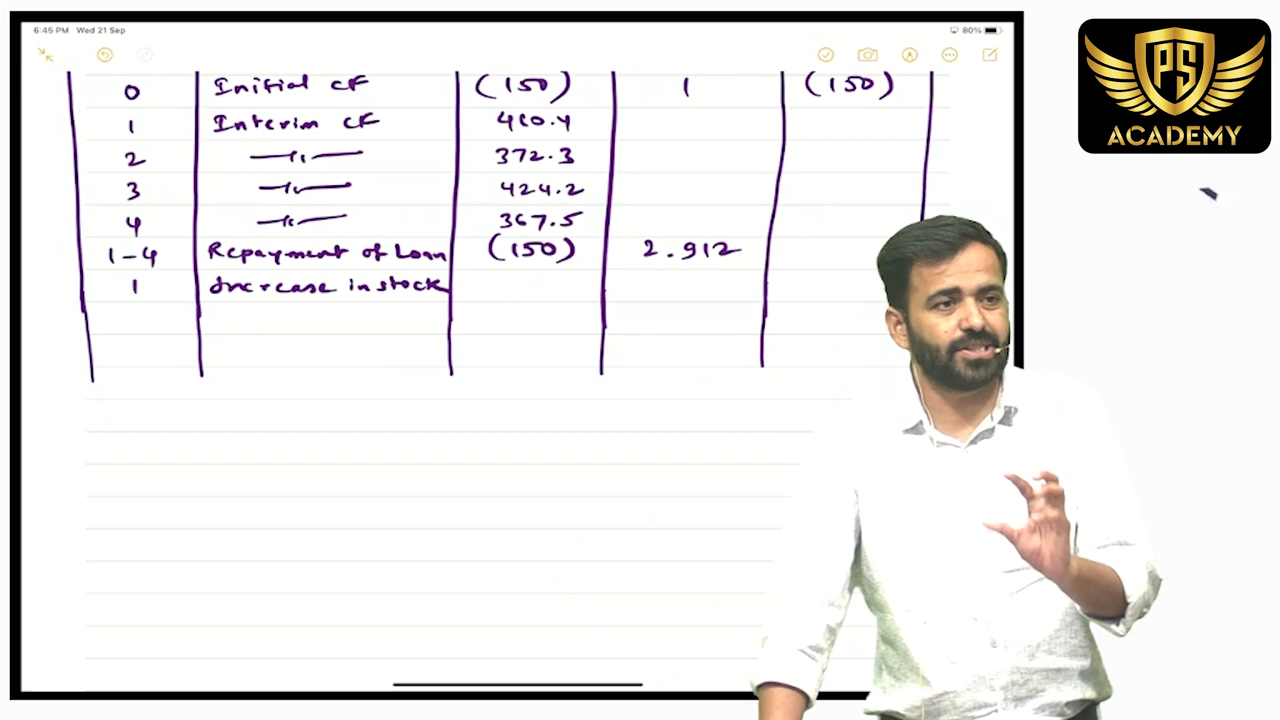 6:45 PM Wed 21 Sep 80%
0 Initial CF (150) 1 (150)
1 Interim CF 410.4
2 —"— 372.3
3 —"— 424.2
4 —"— 367.5
1-4 Repayment of Loan (150) 2.912
1 Increase in stock
PS
ACADEMY